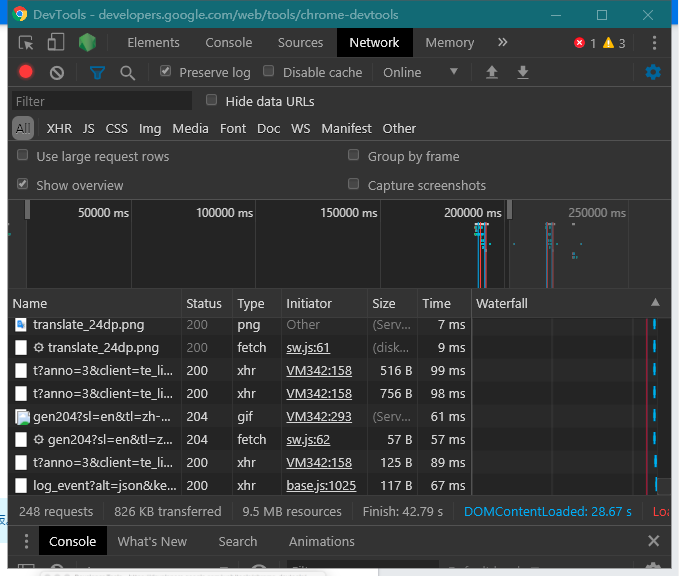 DevTools - developers.google.com/web/tools/chrome-devtools
Elements Console Sources Network Memory » 1 3
Preserve log Disable cache Online
Filter Hide data URLs
All XHR JS CSS Img Media Font Doc WS Manifest Other
Use large request rows Group by frame
Show overview Capture screenshots
50000 ms 100000 ms 150000 ms 200000 ms 250000 ms
Name Status Type Initiator Size Time Waterfall
translate_24dp.png 200 png Other (Serv... 7 ms
translate_24dp.png 200 fetch sw.js:61 (disk... 9 ms
t?anno=3&client=te_li... 200 xhr VM342:158 516 B 99 ms
t?anno=3&client=te_li... 200 xhr VM342:158 756 B 98 ms
gen204?sl=en&tl=zh-... 204 gif VM342:293 (Serv... 61 ms
gen204?sl=en&tl=z... 204 fetch sw.js:62 57 B 57 ms
t?anno=3&client=te_li... 200 xhr VM342:158 125 B 89 ms
log_event?alt=json&ke... 200 xhr base.js:1025 117 B 67 ms
248 requests 826 KB transferred 9.5 MB resources Finish: 42.79 s DOMContentLoaded: 28.67 s Loa
Console What's New Search Animations